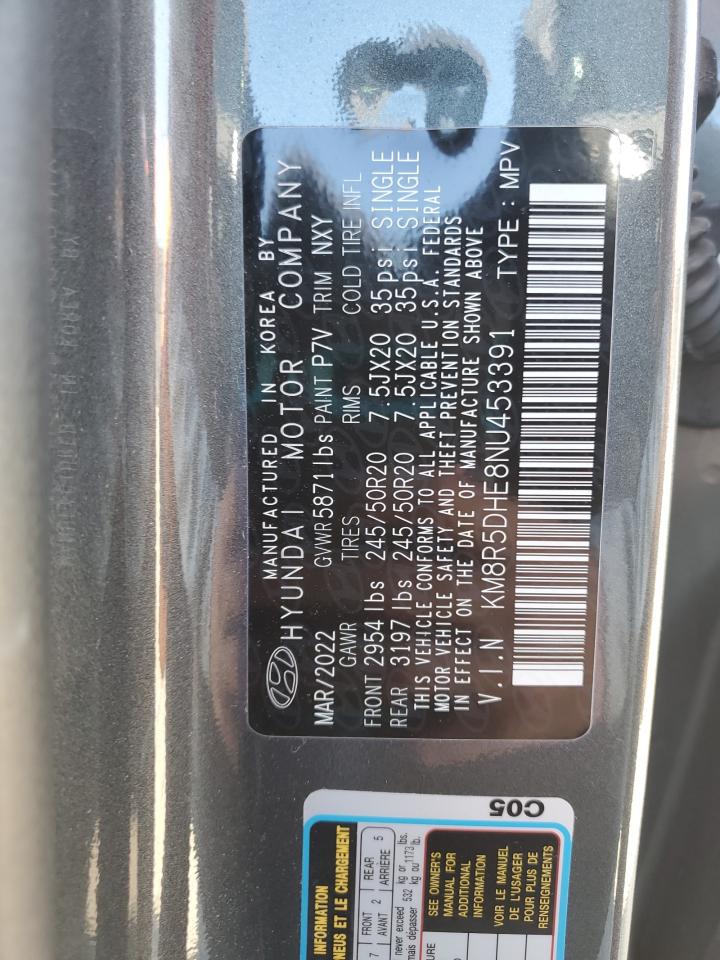 MANUFACTURED IN KOREA BY
HYUNDAI MOTOR COMPANY
MAR/2022 GVWR 5871 lbs PAINT P7V TRIM NXY
GAWR TIRES RIMS COLD TIRE INFL
FRONT 2954 lbs 245/50R20 7.5JX20 35psi SINGLE
REAR 3197 lbs 245/50R20 7.5JX20 35psi SINGLE
THIS VEHICLE CONFORMS TO ALL APPLICABLE U.S.A. FEDERAL
MOTOR VEHICLE SAFETY AND THEFT PREVENTION STANDARDS
IN EFFECT ON THE DATE OF MANUFACTURE SHOWN ABOVE
V.I.N KM8R5DHE8NU453391 TYPE : MPV
INFORMATION
NEUS ET LE CHARGEMENT
7 FRONT 2 REAR 5
AVANT ARRIÈRE
never exceed 532 kg or 1173 lbs.
mais dépasser kg ou lb.
SEE OWNER'S
MANUAL FOR
ADDITIONAL
INFORMATION
VOIR LE MANUEL
DE L'USAGER
POUR PLUS DE
RENSEIGNEMENTS
C05